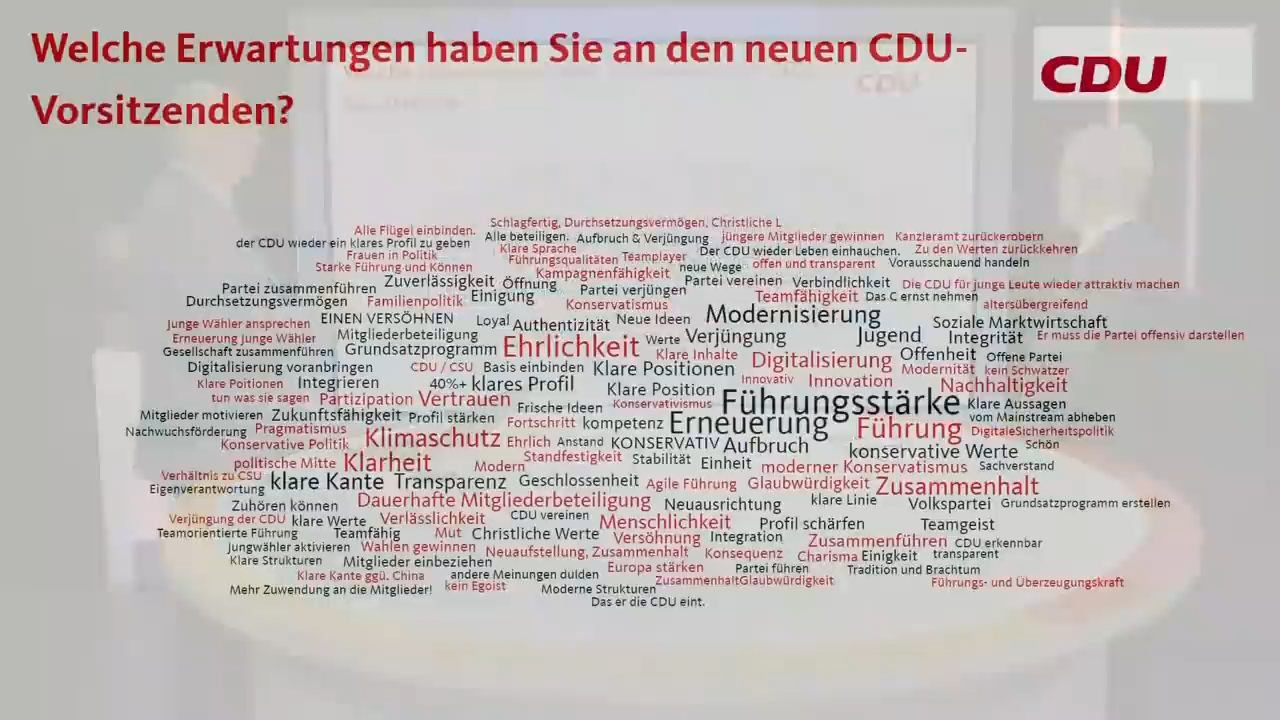 Welche Erwartungen haben Sie an den neuen CDU-
Vorsitzenden?
CDU
Schlagfertig, Durchsetzungsvermögen, Christliche L
Alle Flügel einbinden.
der CDU wieder ein klares Profil zu geben
Alle beteiligen.
Aufbruch & Verjüngung
jüngere Mitglieder gewinnen
Kanzleramt zurückerobern
Frauen in Politik
Klare Sprache
Der CDU wieder Leben einhauchen.
Zu den Werten zurückkehren
Starke Führung und Können
Führungsqualitäten
Teamplayer
neue Wege
offen und transparent
Vorausschauend handeln
Kampagnenfähigkeit
Partei zusammenführen
Zuverlässigkeit
Öffnung
Partei verjüngen
Partei vereinen
Verbindlichkeit
Die CDU für junge Leute wieder attraktiv machen
Durchsetzungsvermögen
Familienpolitik
Einigung
Konservatismus
Teamfähigkeit
Das C ernst nehmen
altersübergreifend
Junge Wähler ansprechen
EINEN VERSÖHNEN
Loyal
Authentizität
Neue Ideen
Modernisierung
Soziale Marktwirtschaft
Erneuerung Junge Wähler
Mitgliederbeteiligung
Ehrlichkeit
Werte
Verjüngung
Jugend
Integrität
Er muss die Partei offensiv darstellen
Gesellschaft zusammenführen
Grundsatzprogramm
Klare Inhalte
Digitalisierung
Offenheit
Offene Partei
Digitalisierung voranbringen
CDU / CSU
Basis einbinden
Klare Positionen
Modernität
kein Schwätzer
Klare Poitionen
Integrieren
40%+
klares Profil
Klare Position
Innovativ
Innovation
Nachhaltigkeit
tun was sie sagen
Partizipation
Vertrauen
Frische Ideen
Konservativismus
Führungsstärke
Klare Aussagen
Mitglieder motivieren
Zukunftsfähigkeit
Profil stärken
Fortschritt
kompetenz
Erneuerung
Führung
vom Mainstream abheben
Nachwuchsförderung
Pragmatismus
Klimaschutz
Ehrlich
Anstand
KONSERVATIV
Aufbruch
DigitaleSicherheitspolitik
Konservative Politik
Standfestigkeit
Stabilität
Einheit
konservative Werte
Schön
politische Mitte
Klarheit
Modern
moderner Konservatismus
Sachverstand
Verhältnis zu CSU
klare Kante
Transparenz
Geschlossenheit
Agile Führung
Glaubwürdigkeit
Zusammenhalt
Eigenverantwortung
Zuhören können
Dauerhafte Mitgliederbeteiligung
Neuausrichtung
klare Linie
Volkspartei
Grundsatzprogramm erstellen
Verjüngung der CDU
klare Werte
Verlässlichkeit
CDU vereinen
Menschlichkeit
Profil schärfen
Teamgeist
Teamorientierte Führung
Teamfähig
Mut
Christliche Werte
Versöhnung
Integration
Zusammenführen
CDU erkennbar
Jungwähler aktivieren
Wahlen gewinnen
Neuaufstellung, Zusammenhalt
Konsequenz
Charisma
Einigkeit
transparent
Klare Strukturen
Mitglieder einbeziehen
Europa stärken
Partei führen
Tradition und Brachtum
Klare Kante ggü. China
andere Meinungen dulden
ZusammenhaltGlaubwürdigkeit
Führungs- und Überzeugungskraft
Mehr Zuwendung an die Mitglieder!
kein Egoist
Moderne Strukturen
Das er die CDU eint.